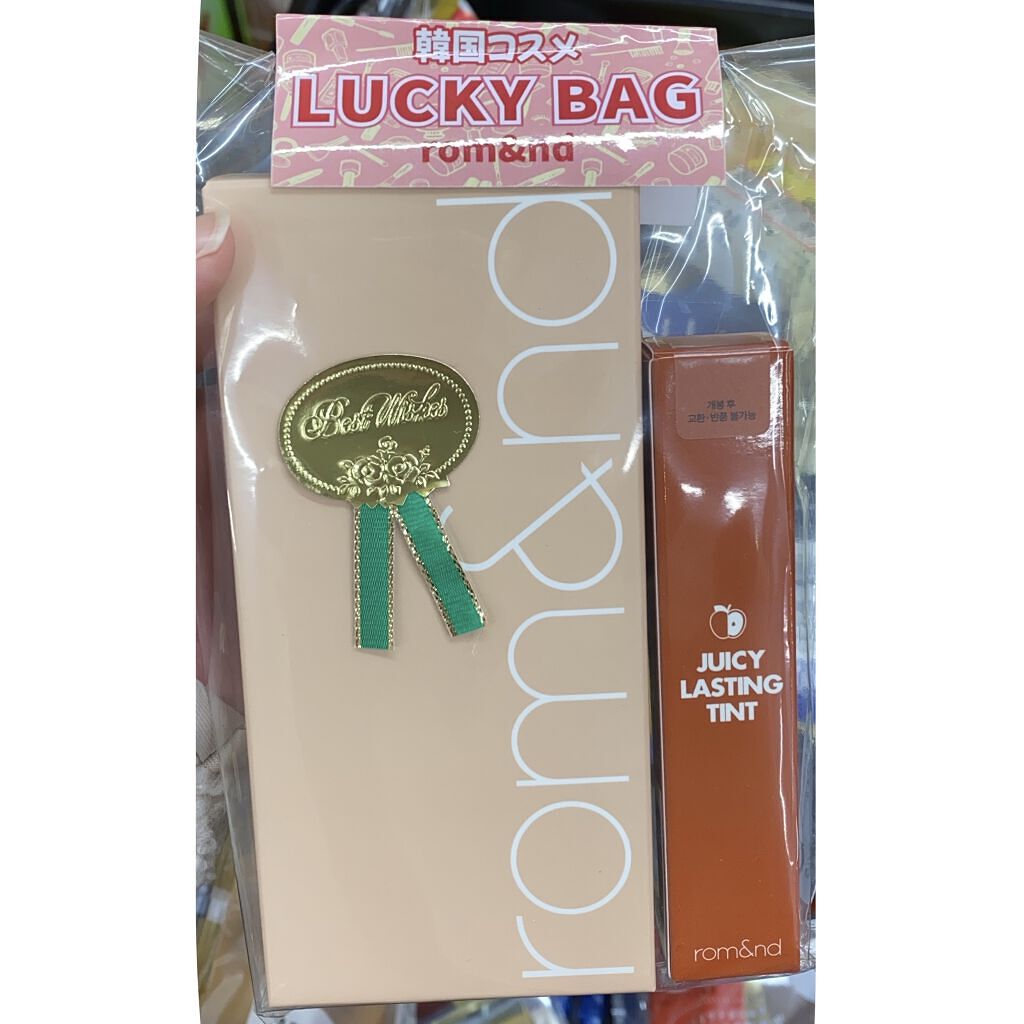 韓国コスメ
LUCKY BAG
rom&nd
rom&nd
Best Wishes
개봉 후
교환·반품 불가능
JUICY
LASTING
TINT
rom&nd